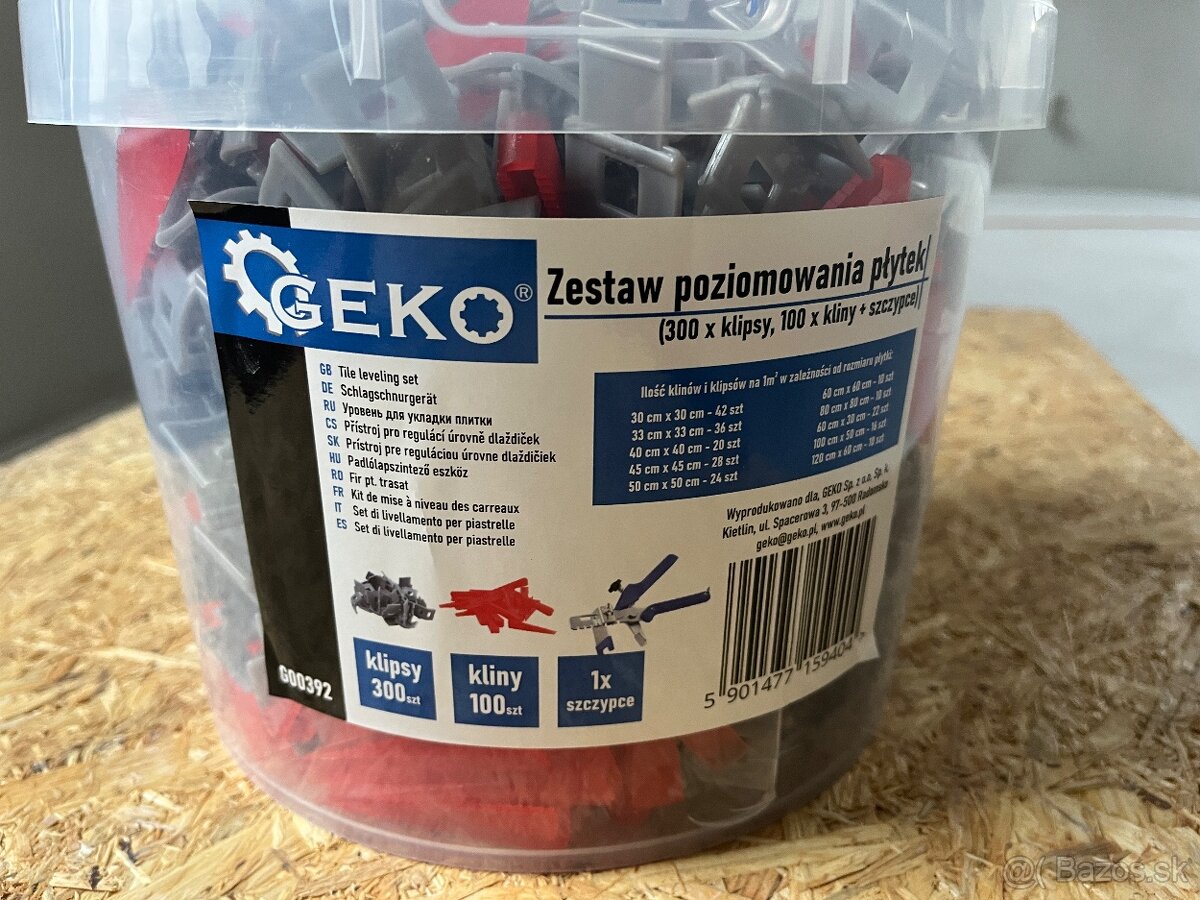 GEKO®
Zestaw poziomowania płytek
(300 x klipsy, 100 x kliny + szczypce)
GB Tile leveling set
DE Schlagschnurgerät
RU Уровень для укладки плитки
CS Přístroj pro regulácí úrovně dlaždiček
SK Prístroj pre reguláciou úrovne dlaždičiek
HU Padlólapszintező eszköz
RO Fir pt. trasat
FR Kit de mise à niveau des carreaux
IT Set di livellamento per piastrelle
ES Set di livellamento per piastrelle
Ilość klinów i klipsów na 1m² w zależności od rozmiaru płytki:
30 cm x 30 cm - 42 szt
33 cm x 33 cm - 36 szt
40 cm x 40 cm - 20 szt
45 cm x 45 cm - 28 szt
50 cm x 50 cm - 24 szt
60 cm x 60 cm - 10 szt
80 cm x 80 cm - 10 szt
60 cm x 30 cm - 22 szt
100 cm x 50 cm - 16 szt
120 cm x 60 cm - 10 szt
Wyprodukowano dla, GEKO Sp. z o.o. Sp. k.
Kietlin, ul. Spacerowa 3, 97-500 Radomsko
geko@geko.pl, www.geko.pl
klipsy
300szt
kliny
100szt
1x
szczypce
G00392
5 901477 159404
@( Bazos.sk